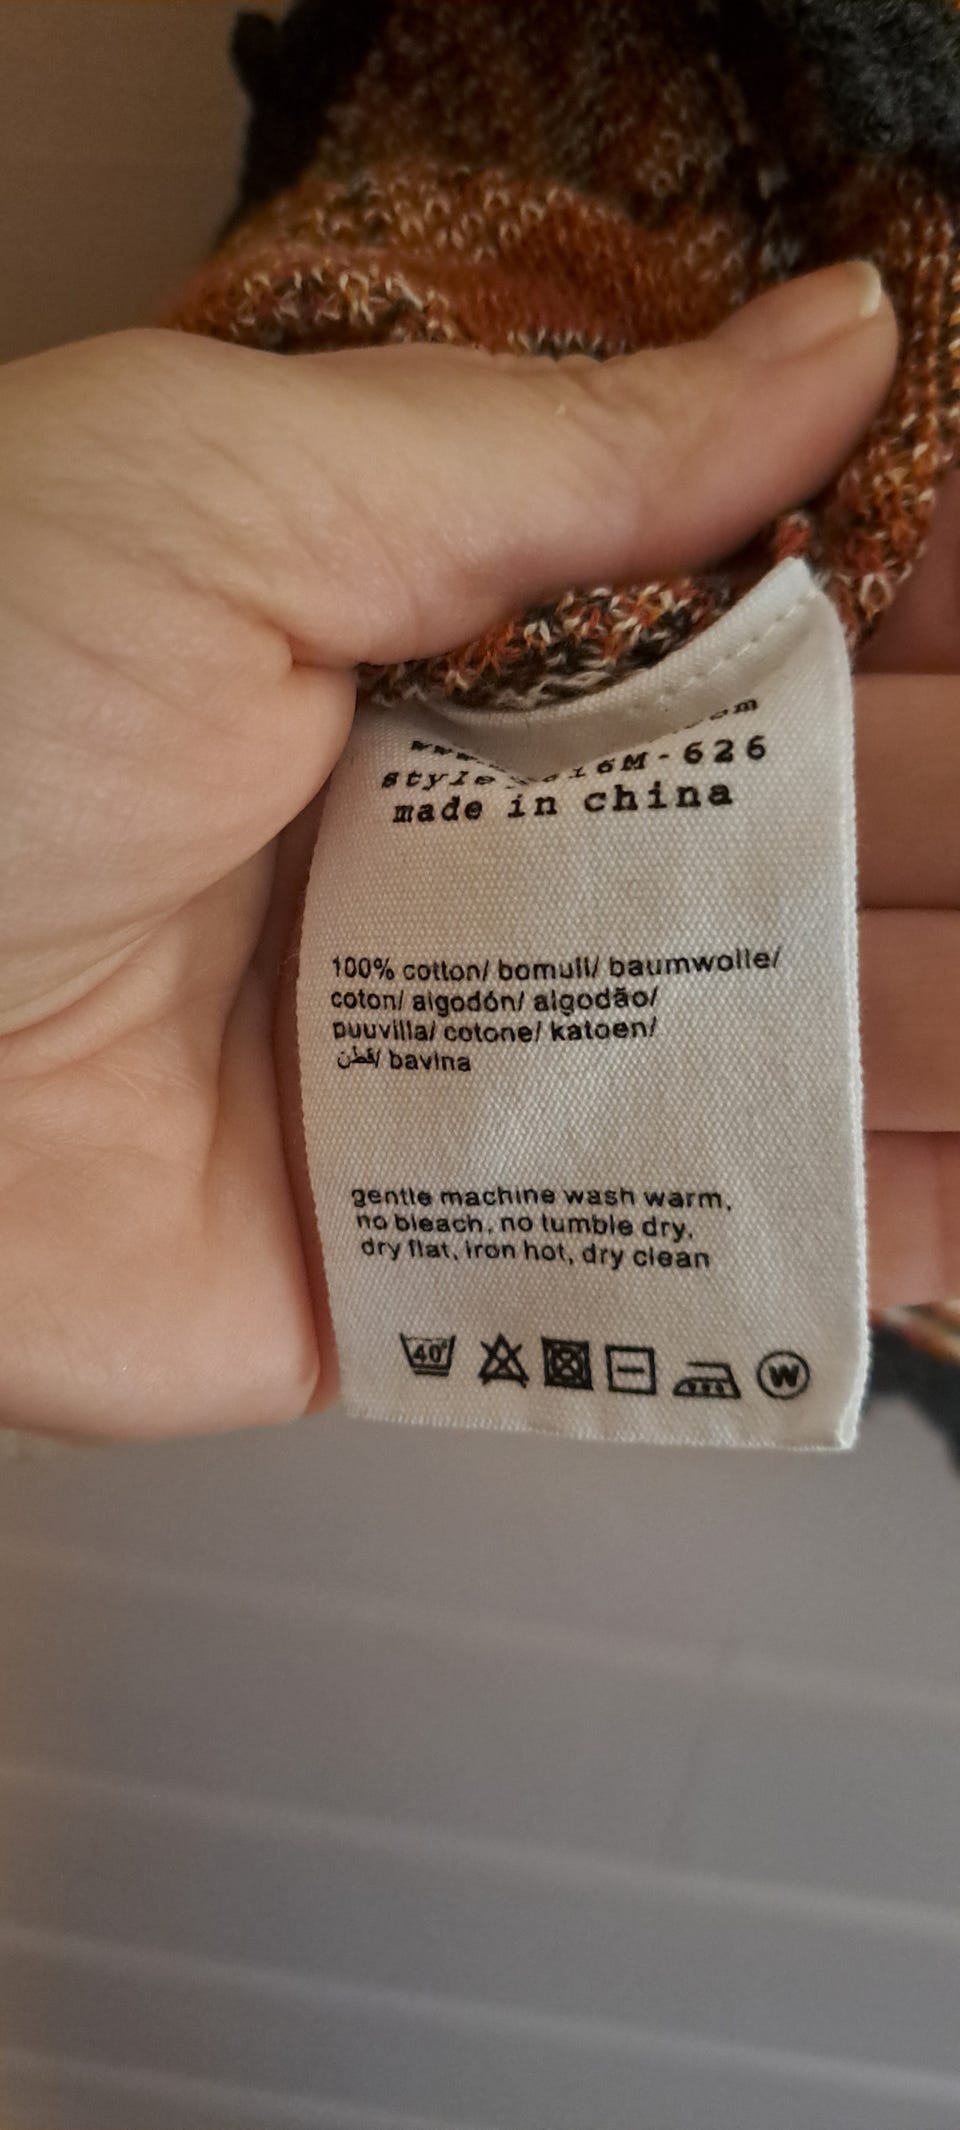 made in china
100% cotton/ bomull/ baumwolle/
coton/ algodón/ algodão/
puuvilla/ cotone/ katoen/
قطن/ bavlna
gentle machine wash warm,
no bleach, no tumble dry,
dry flat, iron hot, dry clean
40° W